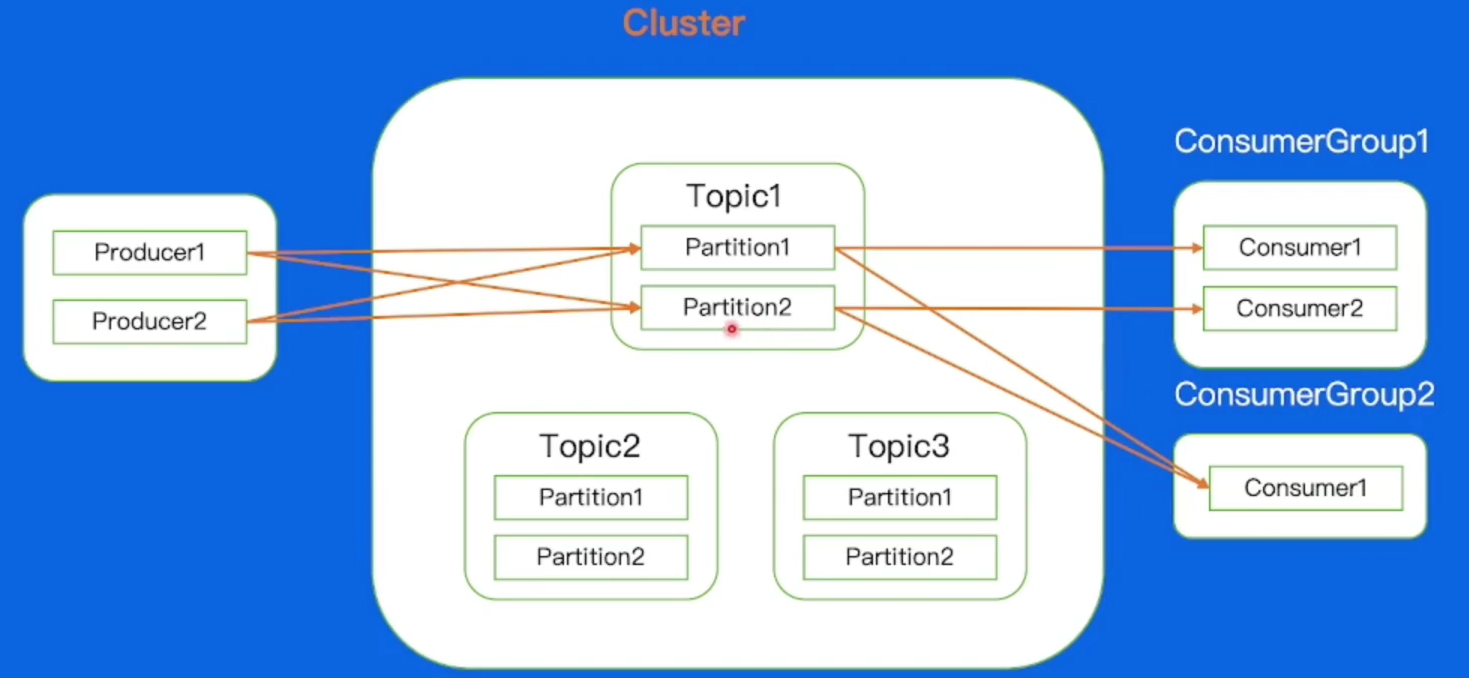 Cluster
Producer1
Producer2
Topic1
Partition1
Partition2
Topic2
Partition1
Partition2
Topic3
Partition1
Partition2
ConsumerGroup1
Consumer1
Consumer2
ConsumerGroup2
Consumer1